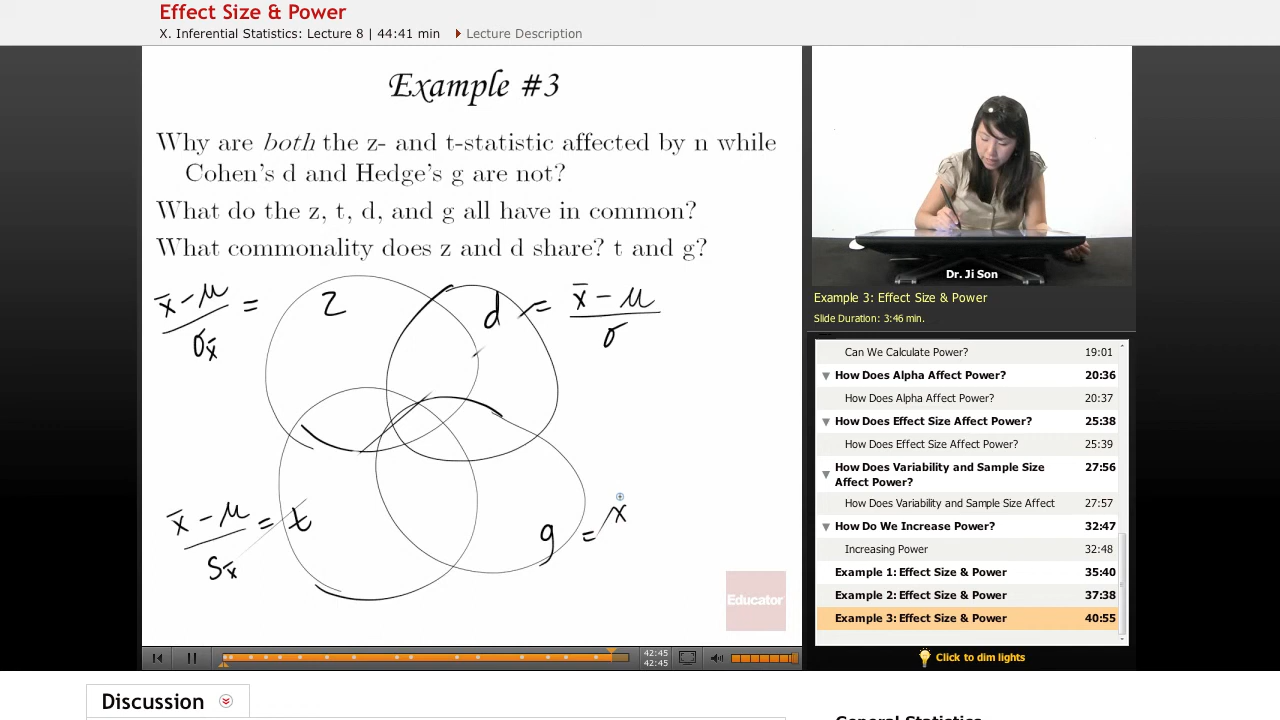 Effect Size & Power
X. Inferential Statistics: Lecture 8 | 44:41 min
Lecture Description
Example #3
Why are both the z- and t-statistic affected by n while
Cohen's d and Hedge's g are not?
What do the z, t, d, and g all have in common?
What commonality does z and d share? t and g?
x̄ - μ
σx̄
=
z
d = x̄ - μ
σ
x̄ - μ
sx̄
= t
g = x
Educator
Dr. Ji Son
Example 3: Effect Size & Power
Slide Duration: 3:46 min.
Can We Calculate Power? 19:01
How Does Alpha Affect Power? 20:36
How Does Alpha Affect Power? 20:37
How Does Effect Size Affect Power? 25:38
How Does Effect Size Affect Power? 25:39
How Does Variability and Sample Size 27:56
Affect Power?
How Does Variability and Sample Size Affect 27:57
How Do We Increase Power? 32:47
Increasing Power 32:48
Example 1: Effect Size & Power 35:40
Example 2: Effect Size & Power 37:38
Example 3: Effect Size & Power 40:55
42:45
42:45
Click to dim lights
Discussion
General Statistics